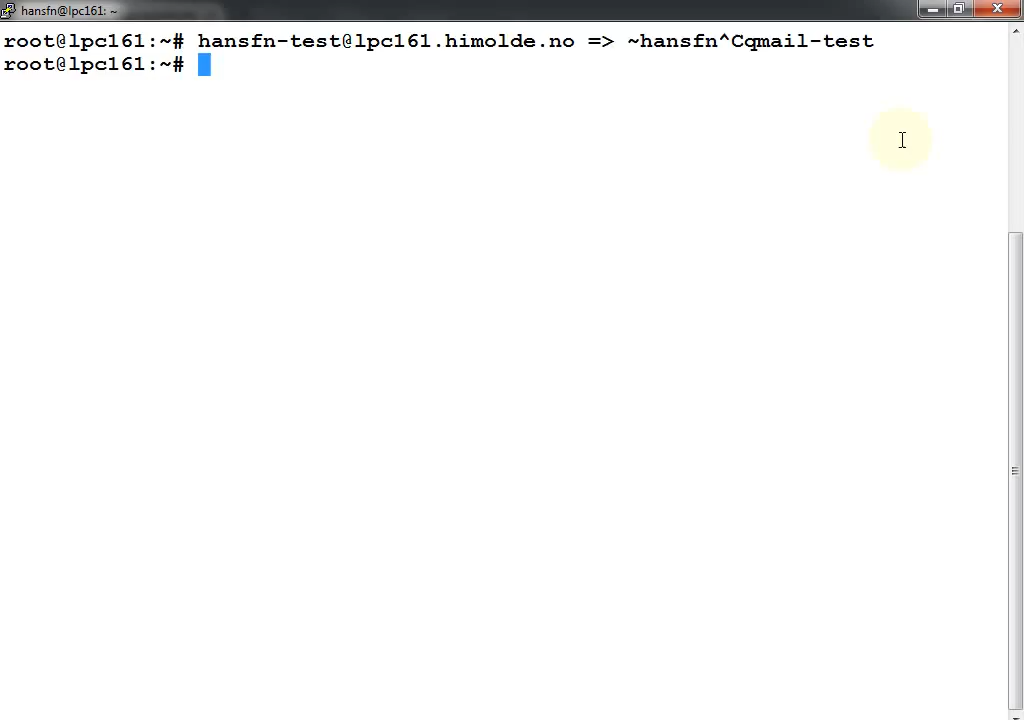 hansfn@lpc161: ~
root@lpc161:~# hansfn-test@lpc161.himolde.no => ~hansfn^Cqmail-test
root@lpc161:~#